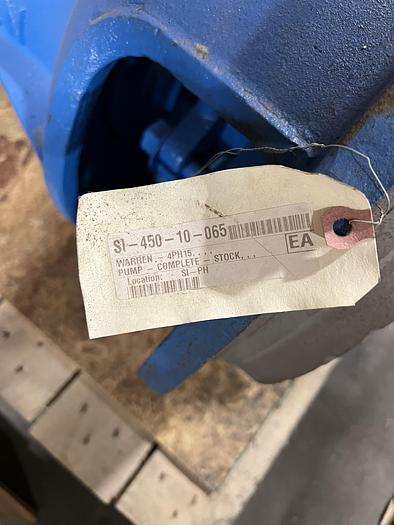 SI-450-10-065
EA
WARREN,- 4PH15,,,,
PUMP - COMPLETE - STOCK,,,
Location: SI-PH